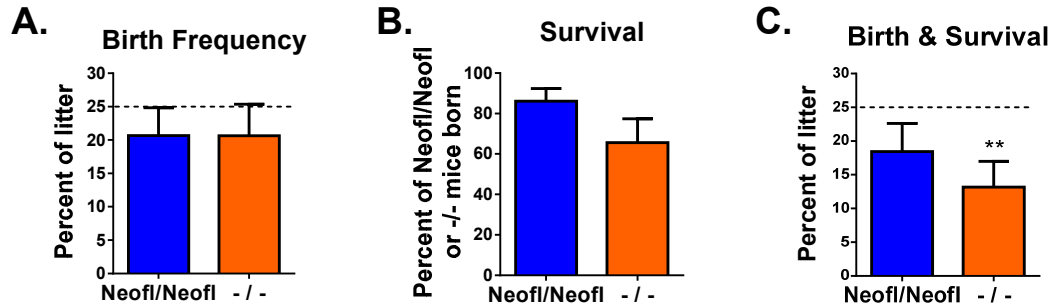 A.
Birth Frequency
Percent of litter
30
25
20
15
10
5
0
Neofl/Neofl - / -
B.
Survival
Percent of Neofl/Neofl
or -/- mice born
100
80
60
40
20
0
Neofl/Neofl - / -
C.
Birth & Survival
Percent of litter
30
25
20
15
10
5
0
**
Neofl/Neofl - / -